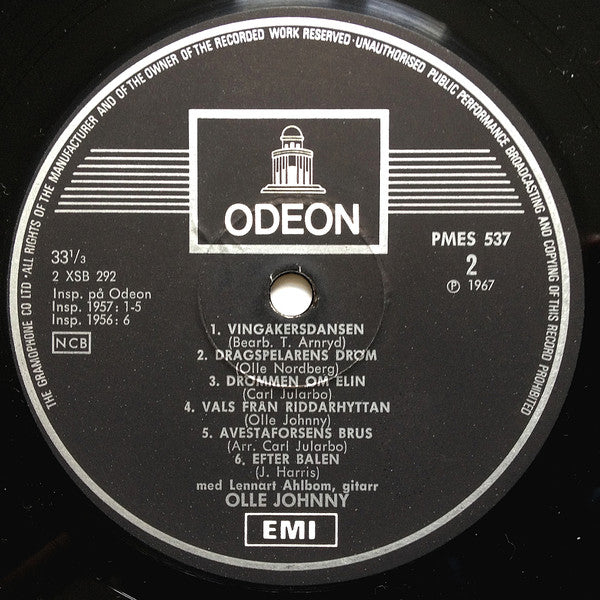 THE GRAMOPHONE CO LTD · ALL RIGHTS OF THE MANUFACTURER AND OF THE OWNER OF THE RECORDED WORK RESERVED · UNAUTHORISED PUBLIC PERFORMANCE BROADCASTING AND COPYING OF THIS RECORD PROHIBITED
ODEON
33 1/3
2 XSB 292
Insp. på Odeon
Insp. 1957: 1-5
Insp. 1956: 6
NCB
PMES 537
2
Ⓟ 1967
1. VINGAKERSDANSEN
(Bearb. T. Arnryd)
2. DRAGSPELARENS DRØM
(Olle Nordberg)
3. DRØMMEN OM ELIN
(Carl Jularbo)
4. VALS FRÅN RIDDARHYTTAN
(Olle Johnny)
5. AVESTAFORSENS BRUS
(Arr. Carl Jularbo)
6. EFTER BALEN
(J. Harris)
med Lennart Ahlbom, gitarr
OLLE JOHNNY
EMI